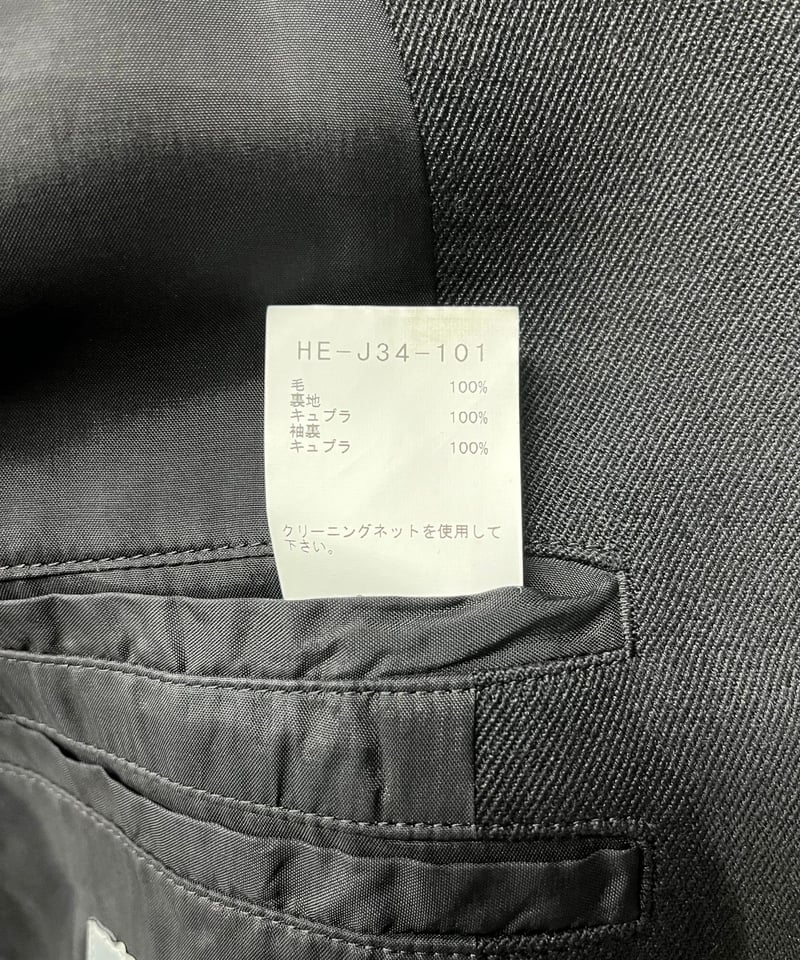 HE-J34-101
毛 100%
裏地
キュプラ 100%
袖裏
キュプラ 100%
クリーニングネットを使用して
下さい。